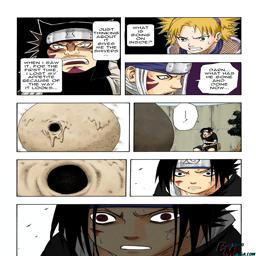 WHAT IS
GOING ON
INSIDE?
JUST
THINKING
ABOUT
IT
GIVES
ME THE
SHIVERS...
WHEN I
SAW IT, FOR
THE FIRST
TIME...
I LOST MY
APPETITE
BECAUSE OF
THE WAY
IT LOOKS...
DARN...
WHAT HAS
HE GONE
AND
DONE
NOW...